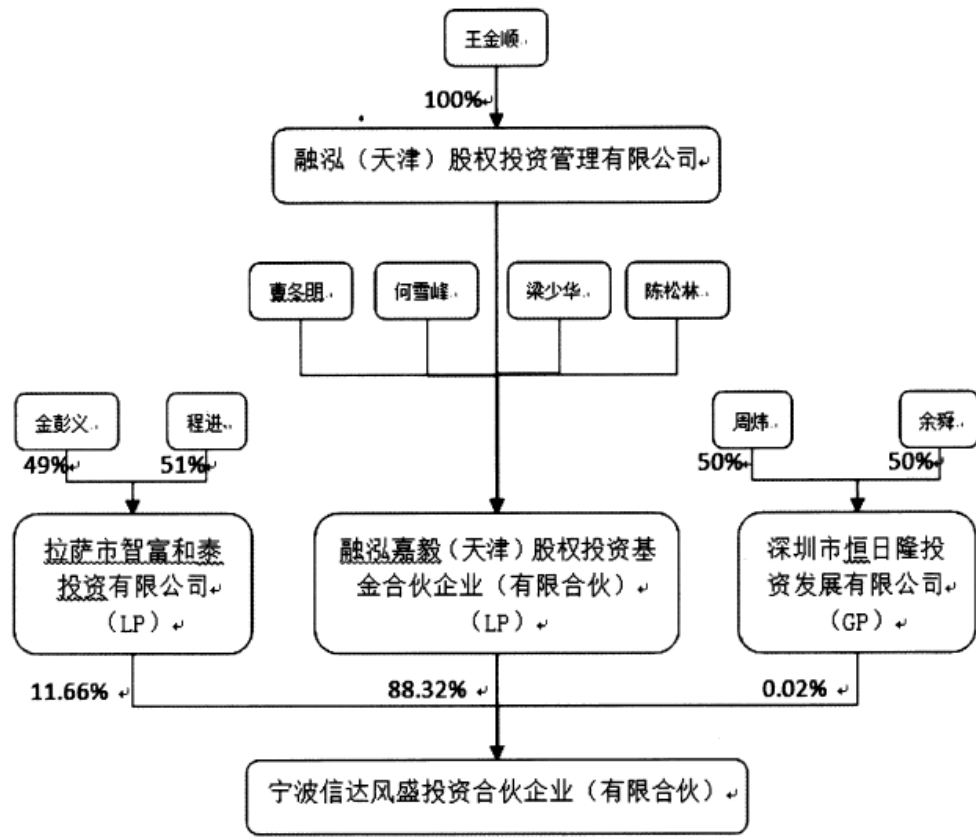 王金顺
100%
融泓（天津）股权投资管理有限公司
曹冬明
何雪峰
梁少华
陈松林
金彭义
程进
周炜
余舜
49%
51%
50%
50%
拉萨市智富和泰
投资有限公司
（LP）
融泓嘉毅（天津）股权投资基
金合伙企业（有限合伙）
（LP）
深圳市恒日隆投
资发展有限公司
（GP）
11.66%
88.32%
0.02%
宁波信达风盛投资合伙企业（有限合伙）